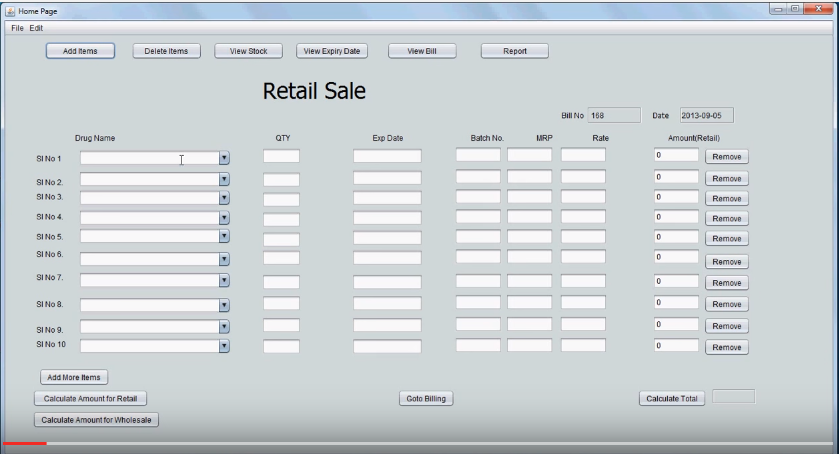 Home Page
File Edit
Add Items Delete Items View Stock View Expiry Date View Bill Report
Retail Sale
Bill No 168 Date 2013-09-05
Drug Name QTY Exp Date Batch No. MRP Rate Amount(Retail)
Sl No 1 0 Remove
Sl No 2. 0 Remove
Sl No 3. 0 Remove
Sl No 4. 0 Remove
Sl No 5. 0 Remove
Sl No 6. 0 Remove
Sl No 7. 0 Remove
Sl No 8. 0 Remove
Sl No 9. 0 Remove
Sl No 10 0 Remove
Add More Items
Calculate Amount for Retail Goto Billing Calculate Total
Calculate Amount for Wholesale